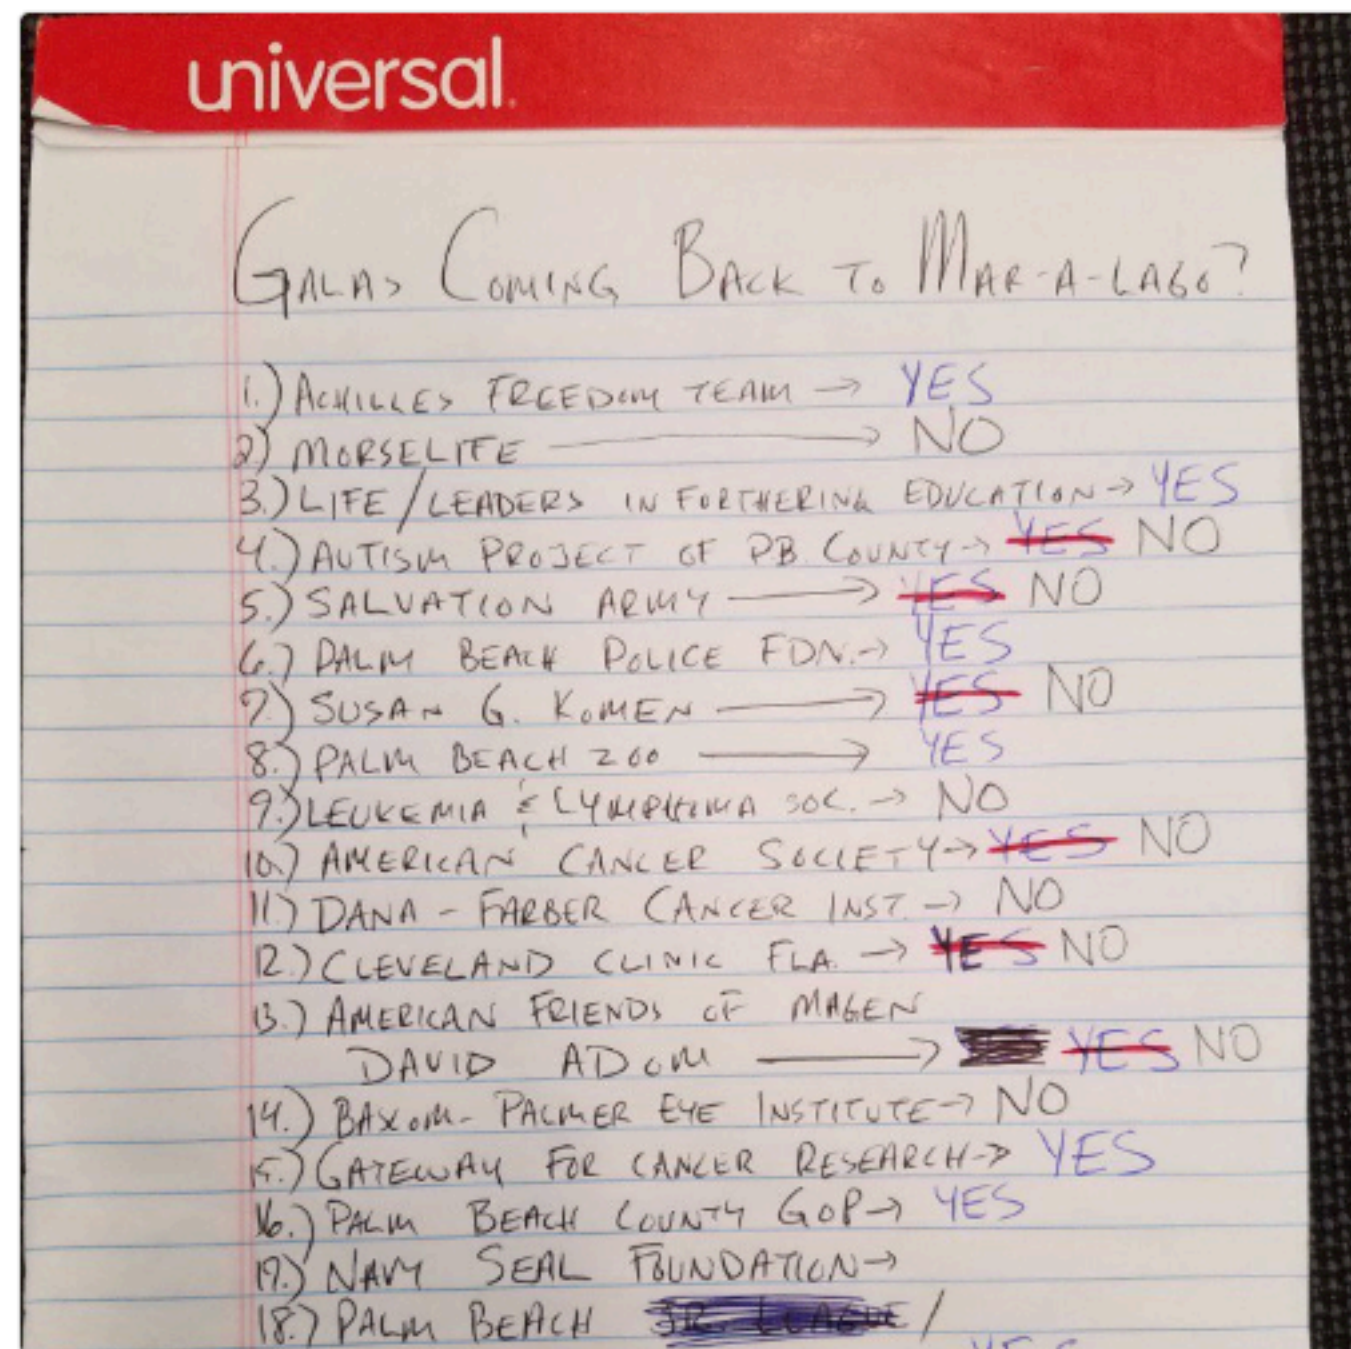 universal.
GALAS COMING BACK TO MAR-A-LAGO?
1.) ACHILLES FREEDOM TEAM → YES
2) MORSELIFE → NO
3.) LIFE/LEADERS IN FURTHERING EDUCATION → YES
4.) AUTISM PROJECT OF PB COUNTY → YES NO
5.) SALVATION ARMY → YES NO
6.) PALM BEACH POLICE FDN. → YES
7.) SUSAN G. KOMEN → YES NO
8.) PALM BEACH ZOO → YES
9.) LEUKEMIA & LYMPHOMA SOC. → NO
10.) AMERICAN CANCER SOCIETY → YES NO
11.) DANA-FARBER CANCER INST. → NO
12.) CLEVELAND CLINIC FLA. → YES NO
13.) AMERICAN FRIENDS OF MAGEN
DAVID ADOM → YES NO
14.) BASCOM-PALMER EYE INSTITUTE → NO
15.) GATEWAY FOR CANCER RESEARCH → YES
16.) PALM BEACH COUNTY GOP → YES
17.) NAVY SEAL FOUNDATION →
18.) PALM BEACH JR. LEAGUE /
YES